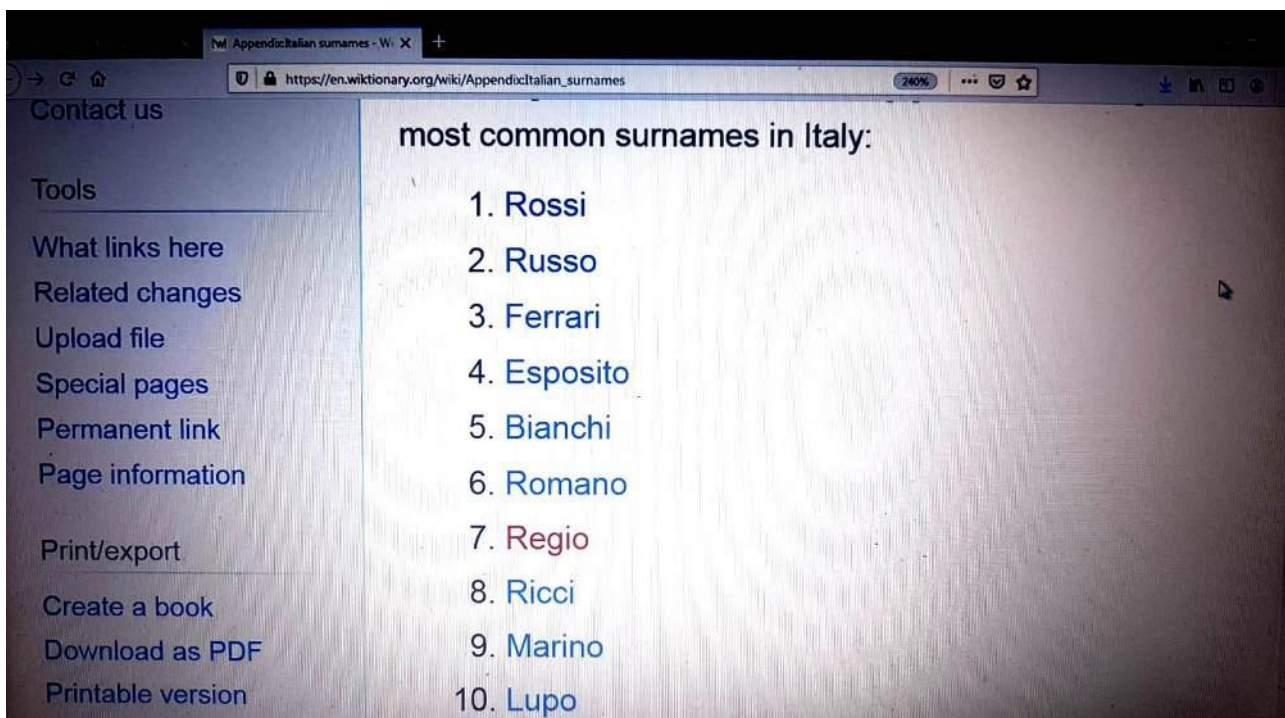 Appendix:Italian surnames - Wi
https://en.wiktionary.org/wiki/Appendix:Italian_surnames
240%
Contact us
Tools
What links here
Related changes
Upload file
Special pages
Permanent link
Page information
Print/export
Create a book
Download as PDF
Printable version
most common surnames in Italy:
1. Rossi
2. Russo
3. Ferrari
4. Esposito
5. Bianchi
6. Romano
7. Regio
8. Ricci
9. Marino
10. Lupo